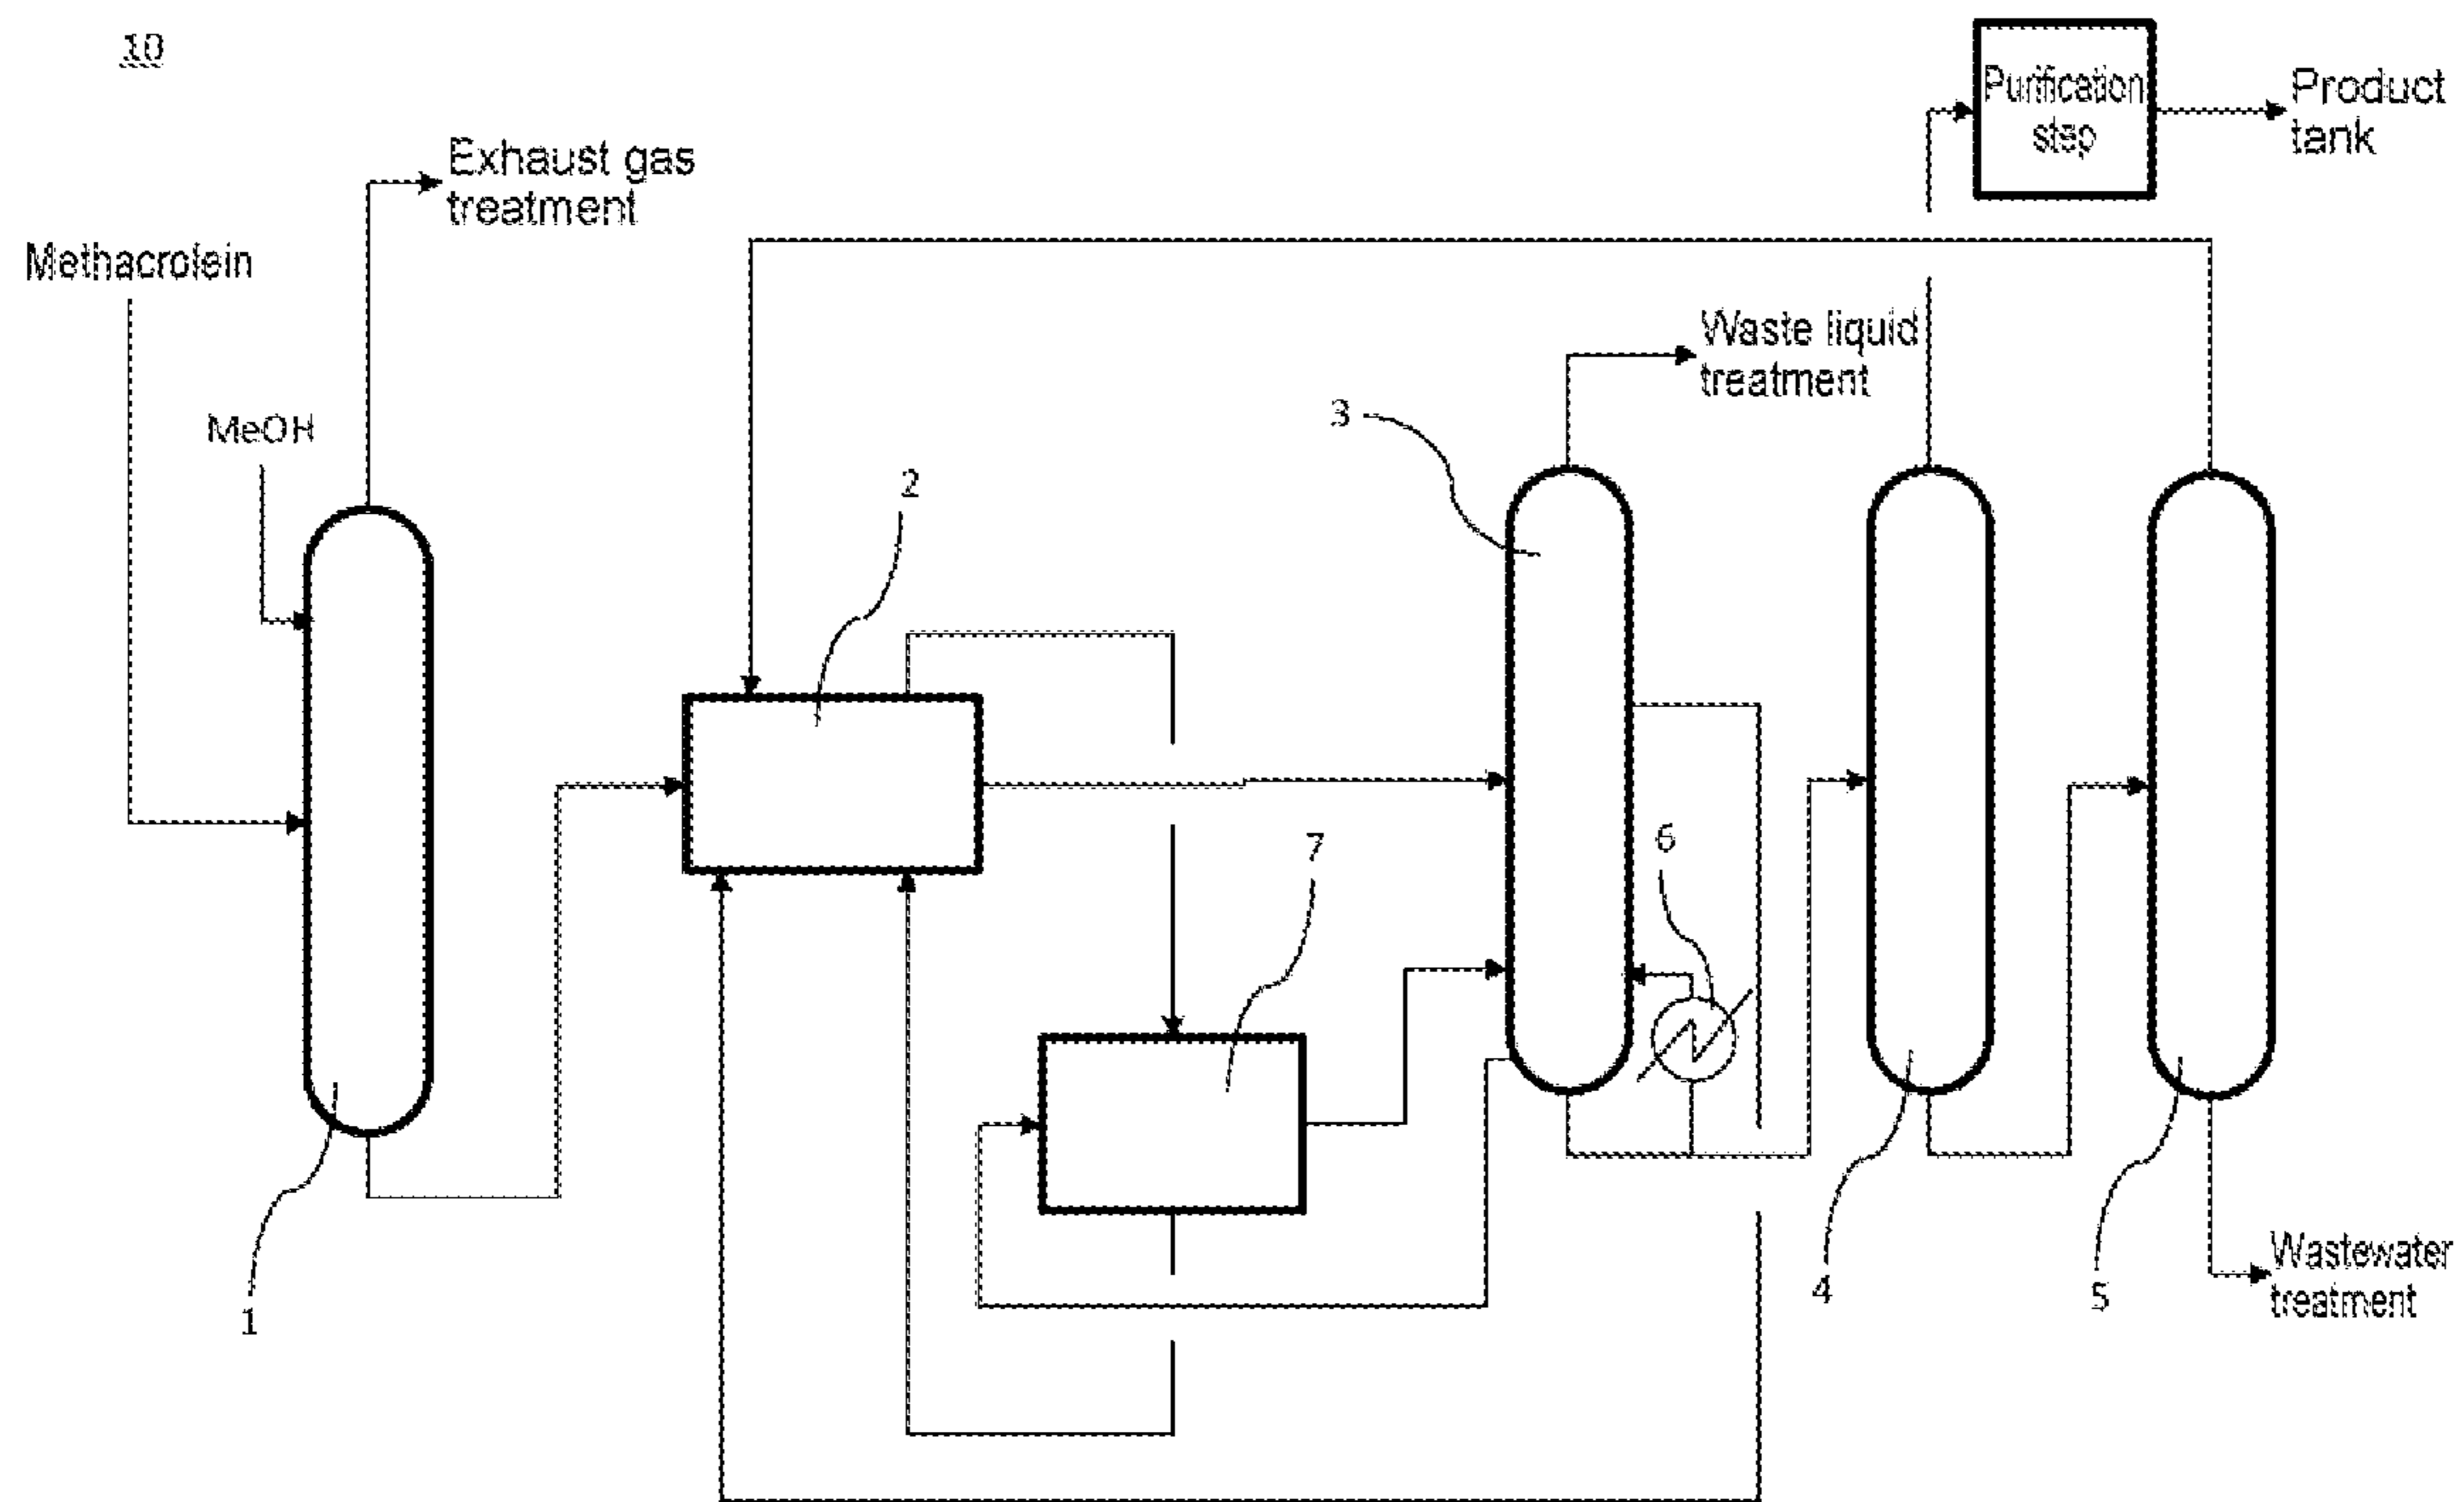 10
Purification
step
Product
tank
Exhaust gas
treatment
Methacrolein
Waste liquid
treatment
MeOH
3
2
7
6
1
4
5
Wastewater
treatment